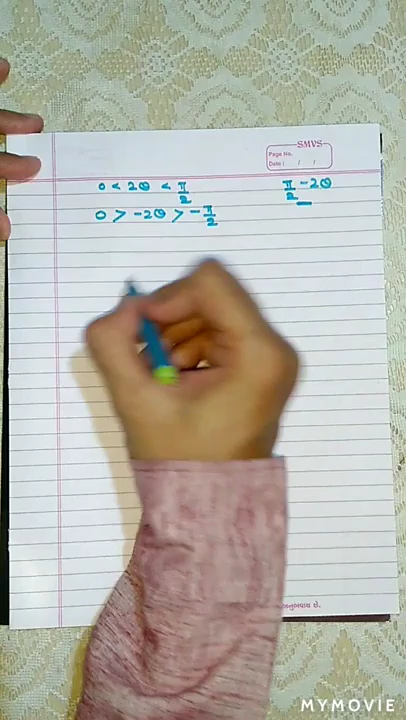 SMVS
Page No.
Date : / /
0 < 2θ < π/2
π/2 - 2θ
0 > -2θ > -π/2
છે.
MYMOVIE